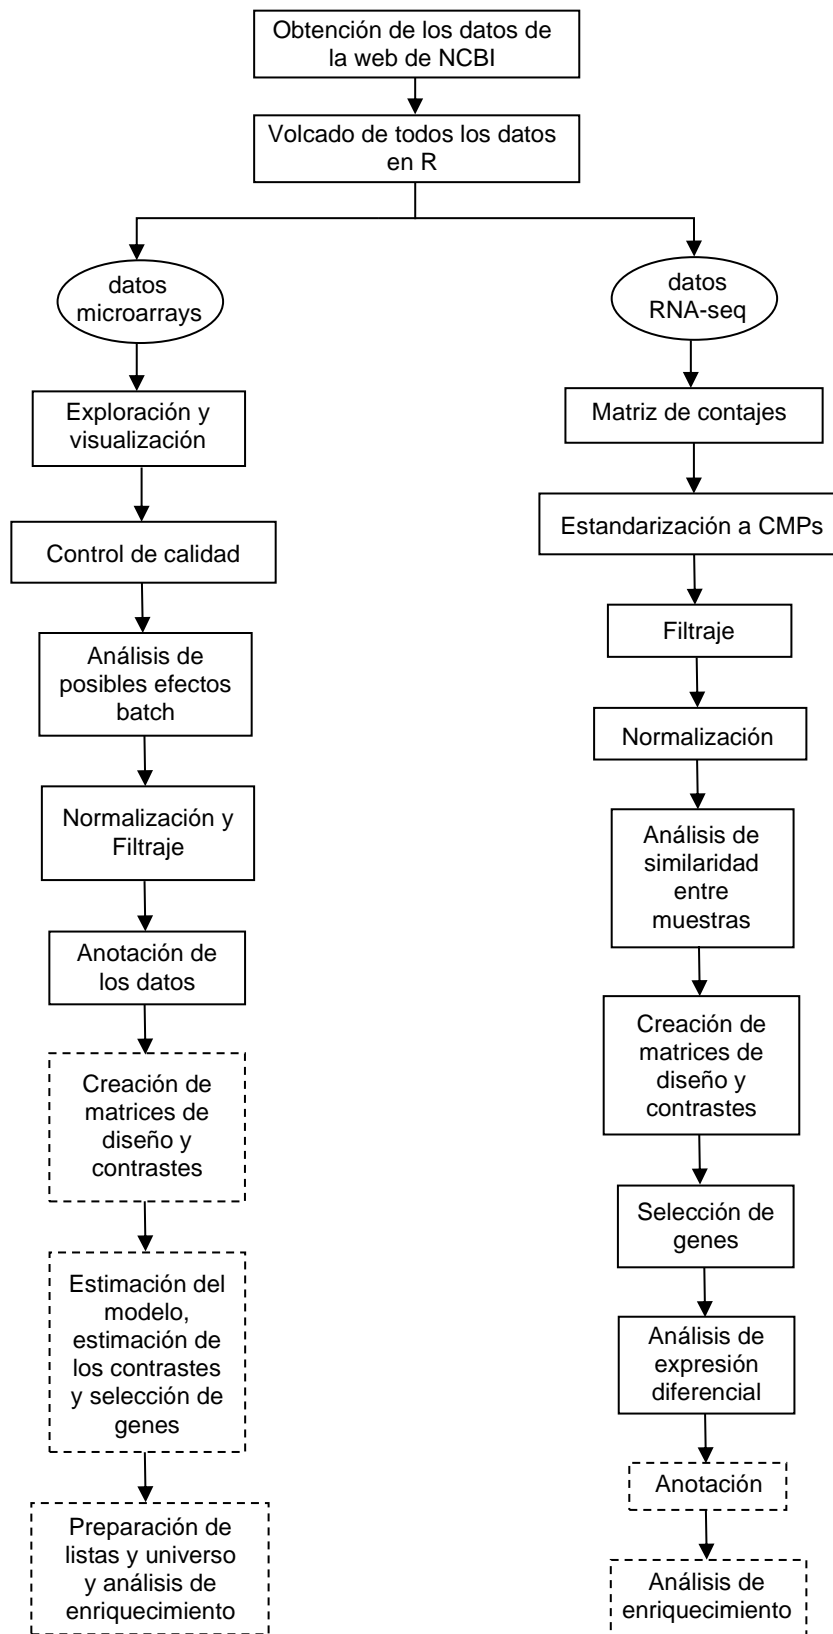 Obtención de los datos de
la web de NCBI
Volcado de todos los datos
en R
datos
microarrays
Exploración y
visualización
Control de calidad
Análisis de
posibles efectos
batch
Normalización y
Filtraje
Anotación de
los datos
Creación de
matrices de
diseño y
contrastes
Estimación del
modelo,
estimación de
los contrastes
y selección de
genes
Preparación de
listas y universo
y análisis de
enriquecimiento
datos
RNA-seq
Matriz de contajes
Estandarización a CMPs
Filtraje
Normalización
Análisis de
similaridad
entre
muestras
Creación de
matrices de
diseño y
contrastes
Selección de
genes
Análisis de
expresión
diferencial
Anotación
Análisis de
enriquecimiento